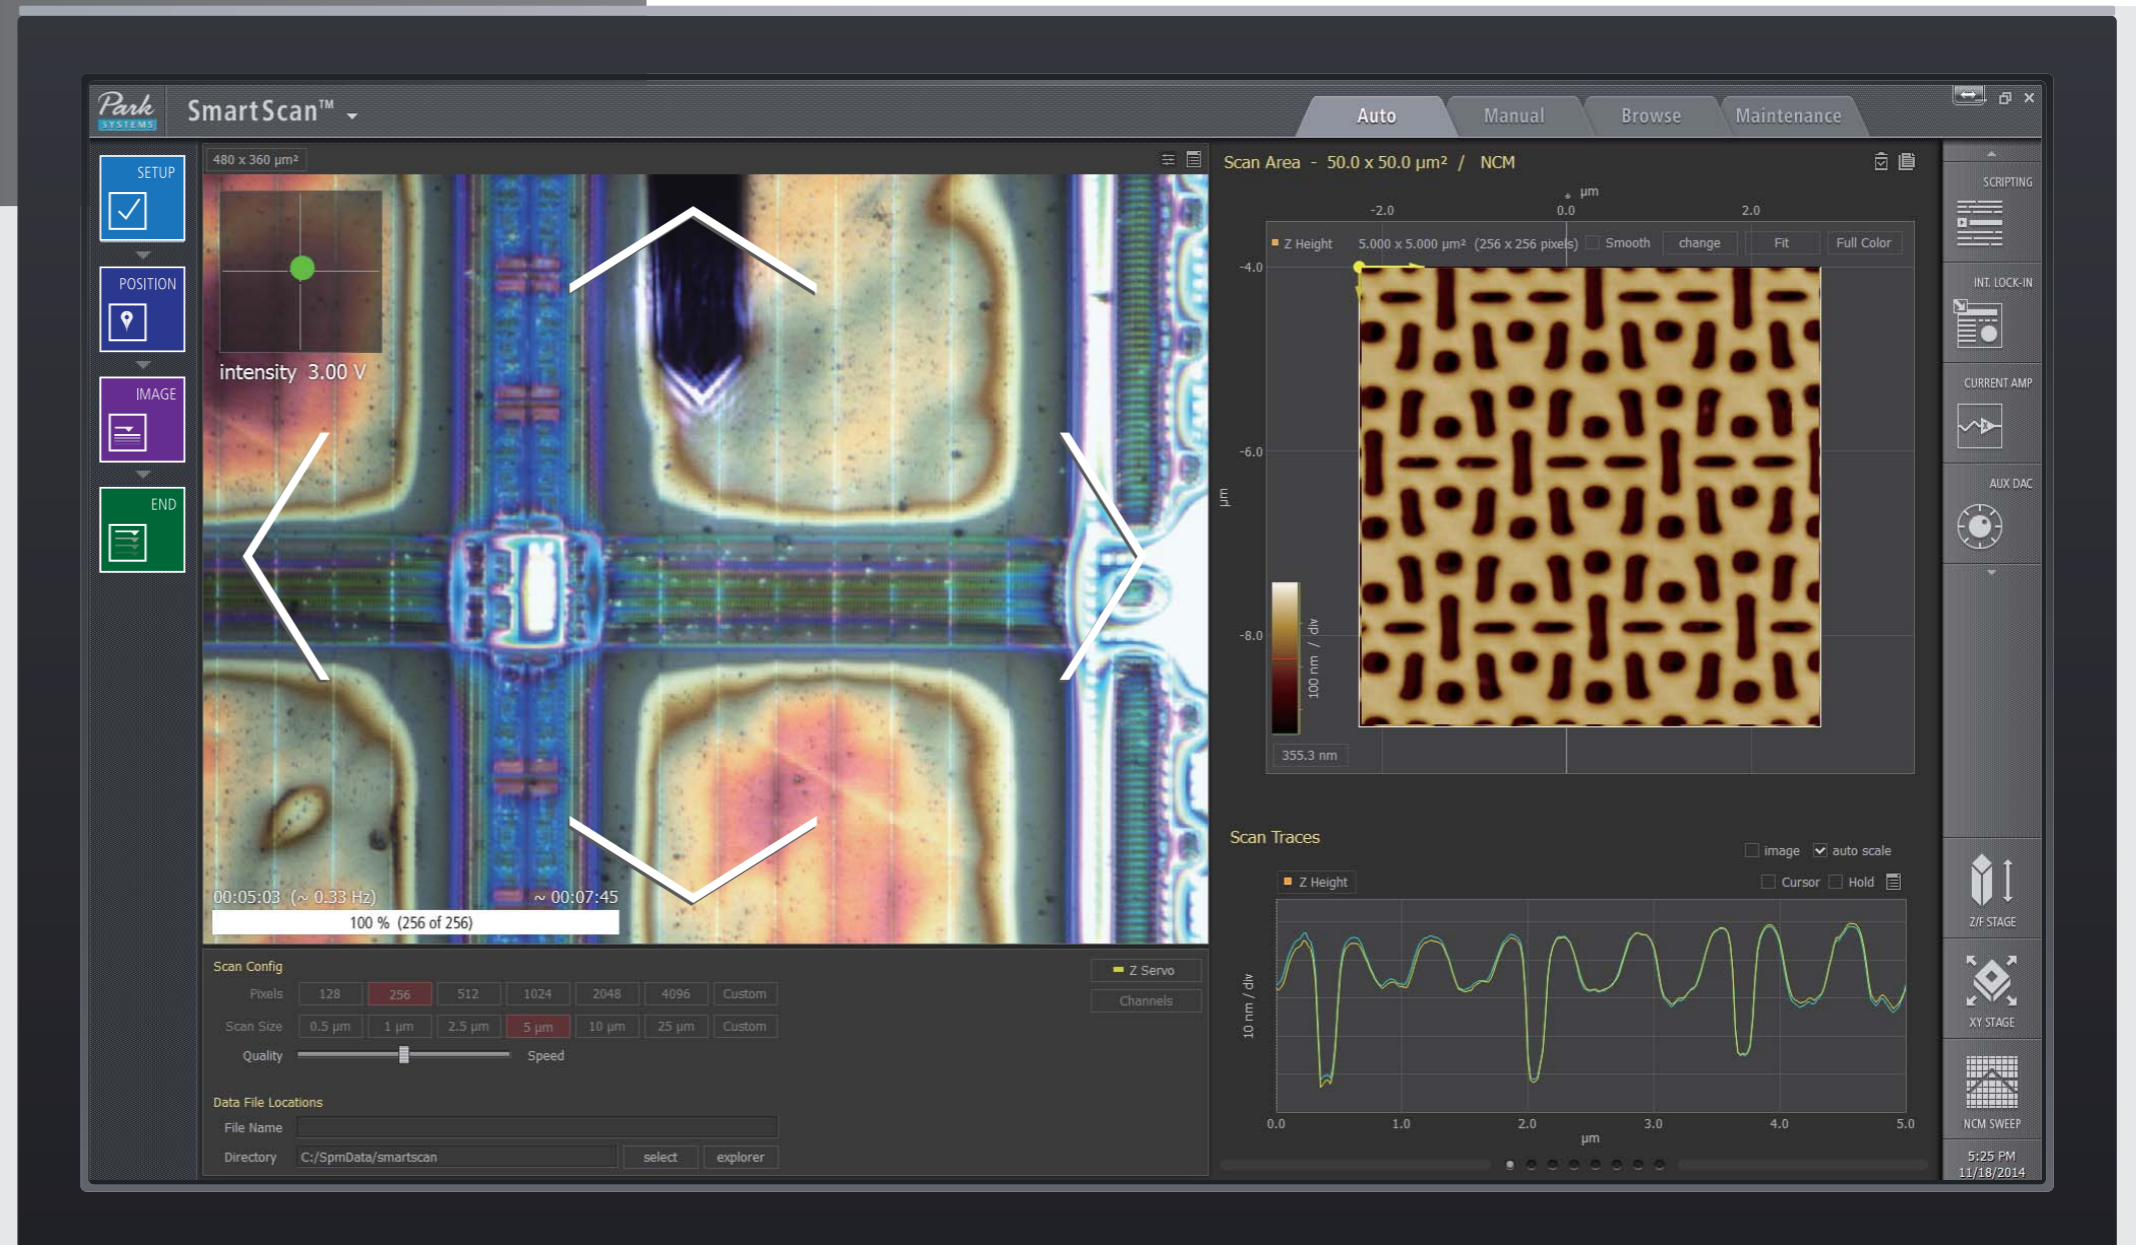 Park
SYSTEMS
SmartScan™
Auto
Manual
Browse
Maintenance
SETUP
POSITION
IMAGE
END
480 x 360 µm²
intensity 3.00 V
00:05:03 (~ 0.33 Hz)
~ 00:07:45
100 % (256 of 256)
Scan Config
Pixels 128 256 512 1024 2048 4096 Custom
Scan Size 0.5 µm 1 µm 2.5 µm 5 µm 10 µm 25 µm Custom
Quality Speed
Z Servo
Channels
Data File Locations
File Name
Directory C:/SpmData/smartscan select explorer
Scan Area - 50.0 x 50.0 µm² / NCM
µm
-2.0 0.0 2.0
Z Height 5.000 x 5.000 µm² (256 x 256 pixels) Smooth change Fit Full Color
-4.0
-6.0
µm
-8.0
100 nm / div
355.3 nm
Scan Traces
image auto scale
Z Height
Cursor Hold
10 nm / div
0.0 1.0 2.0 3.0 4.0 5.0
µm
SCRIPTING
INT. LOCK-IN
CURRENT AMP
AUX DAC
Z/F STAGE
XY STAGE
NCM SWEEP
5:25 PM
11/18/2014